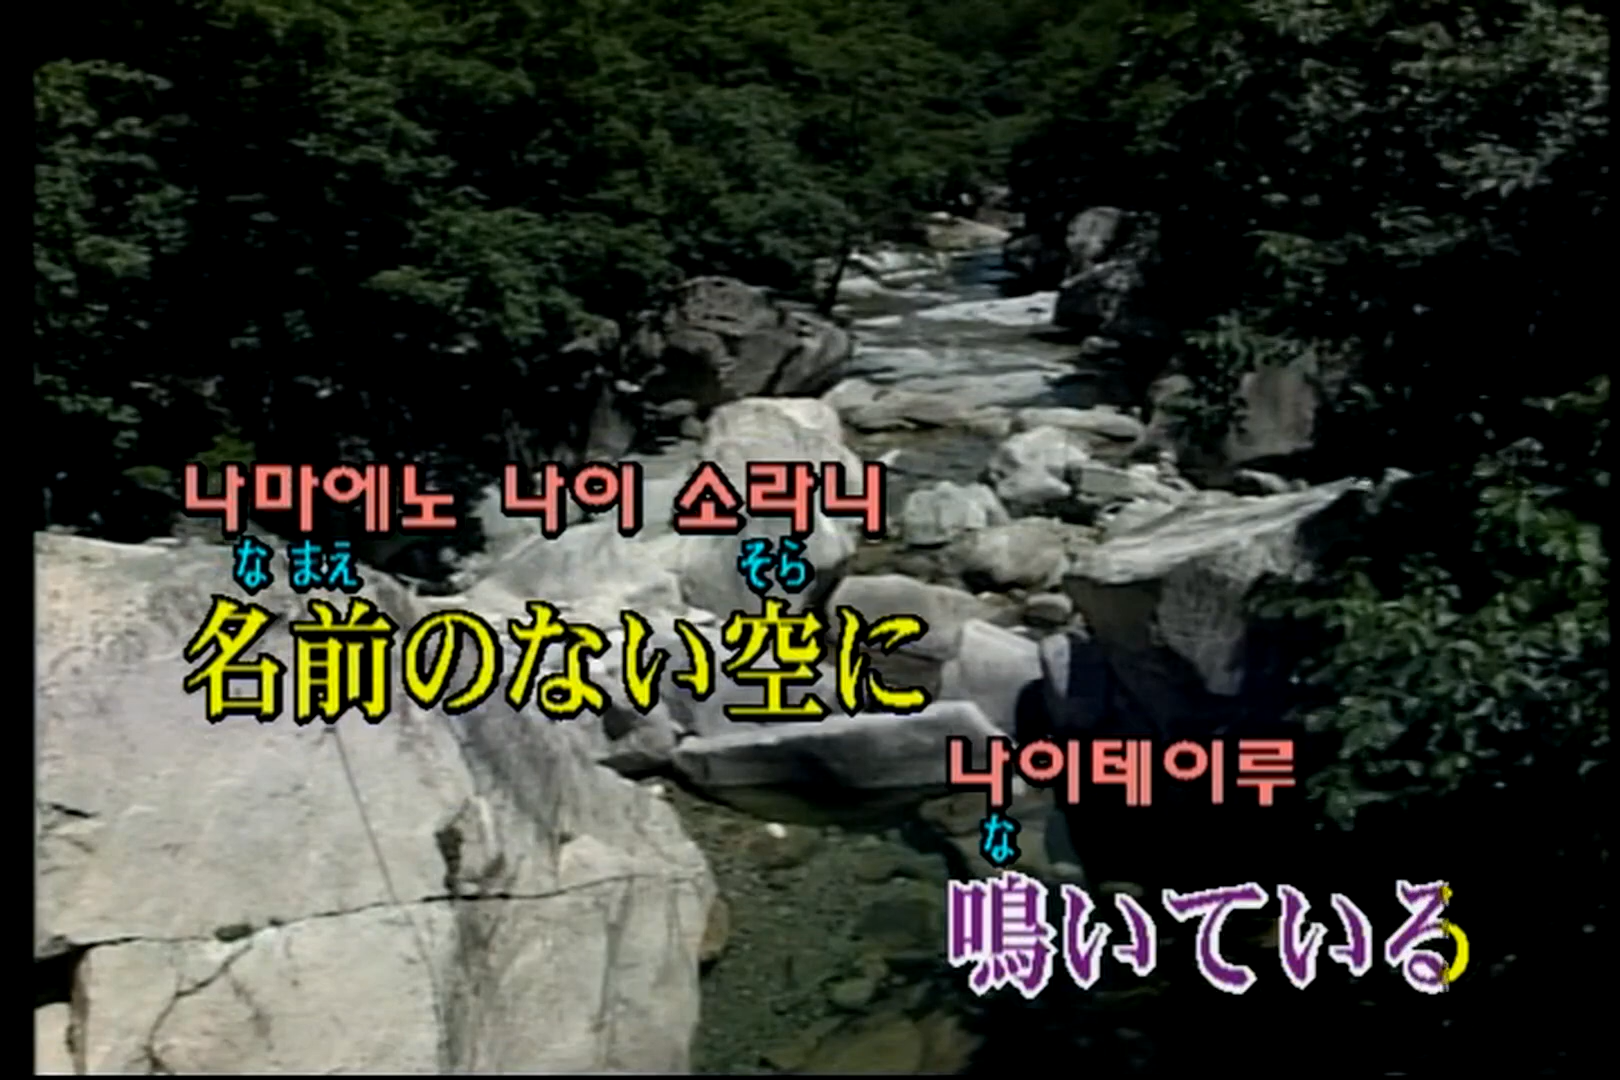 나마에노 나이 소라니
な まえ そら
名前のない空に
나이테이루
な
鳴いている